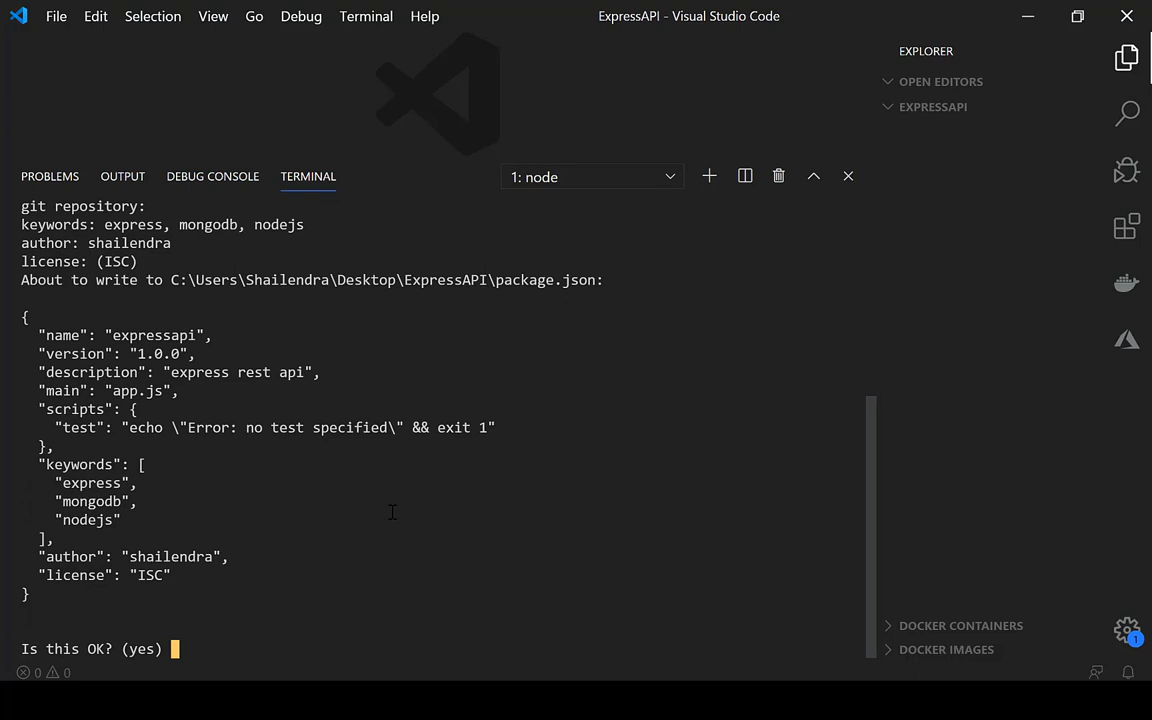 File Edit Selection View Go Debug Terminal Help
ExpressAPI - Visual Studio Code
EXPLORER
OPEN EDITORS
EXPRESSAPI
PROBLEMS OUTPUT DEBUG CONSOLE TERMINAL
1: node
git repository:
keywords: express, mongodb, nodejs
author: shailendra
license: (ISC)
About to write to C:\Users\Shailendra\Desktop\ExpressAPI\package.json:
{
"name": "expressapi",
"version": "1.0.0",
"description": "express rest api",
"main": "app.js",
"scripts": {
"test": "echo \"Error: no test specified\" && exit 1"
},
"keywords": [
"express",
"mongodb",
"nodejs"
],
"author": "shailendra",
"license": "ISC"
}
Is this OK? (yes)
DOCKER CONTAINERS
DOCKER IMAGES
1
0 0